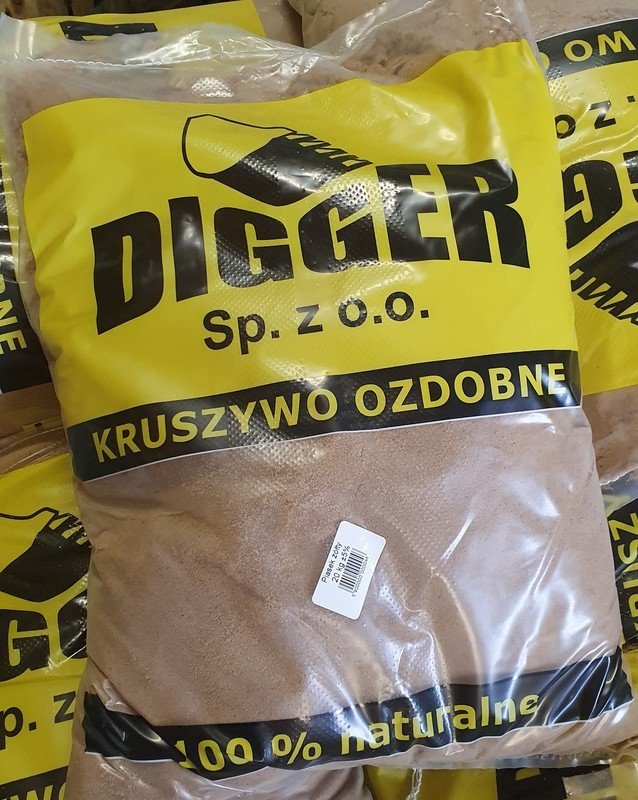 DIGGER
Sp. z o.o.
KRUSZYWO OZDOBNE
Piasek żółty
20 kg ±5%
100 % naturalne